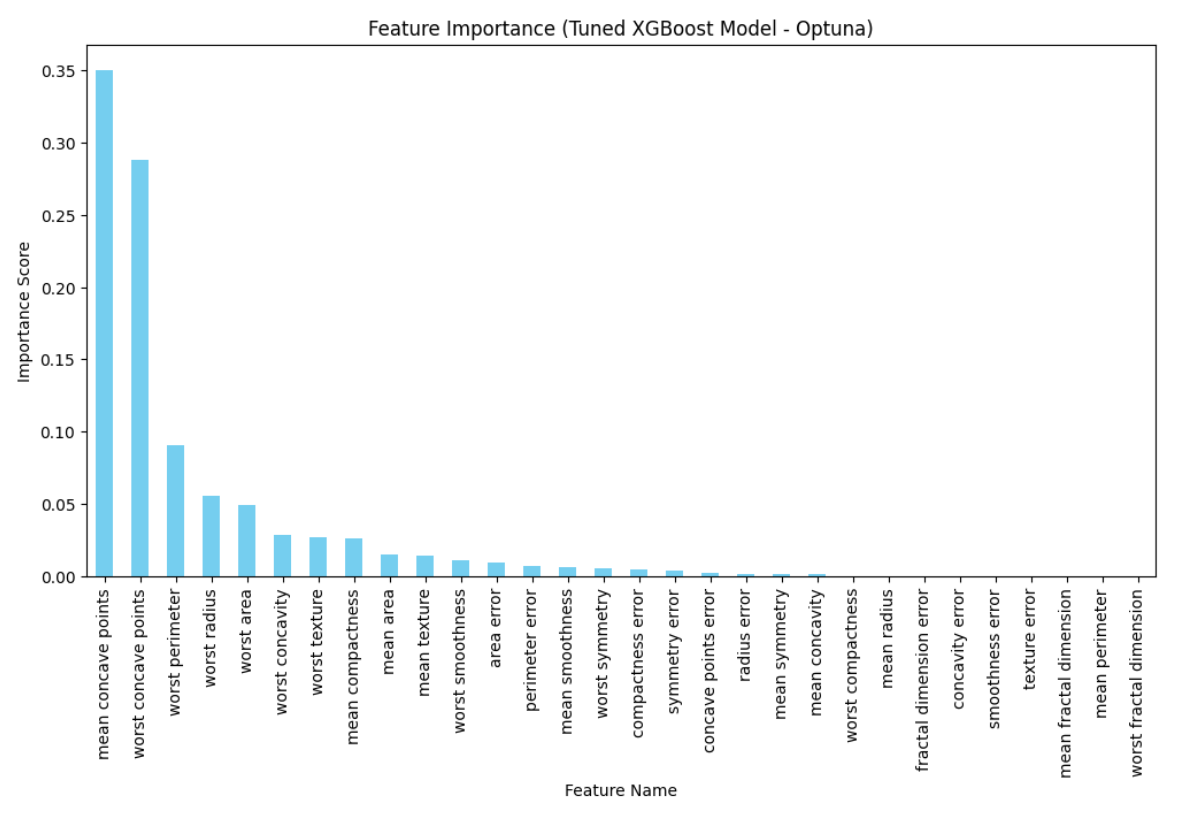 Feature Importance (Tuned XGBoost Model - Optuna)
Importance Score
0.35
0.30
0.25
0.20
0.15
0.10
0.05
0.00
mean concave points
worst concave points
worst perimeter
worst radius
worst area
worst concavity
worst texture
mean compactness
mean area
mean texture
worst smoothness
area error
perimeter error
mean smoothness
worst symmetry
compactness error
symmetry error
concave points error
radius error
mean symmetry
mean concavity
worst compactness
mean radius
fractal dimension error
concavity error
smoothness error
texture error
mean fractal dimension
mean perimeter
worst fractal dimension
Feature Name